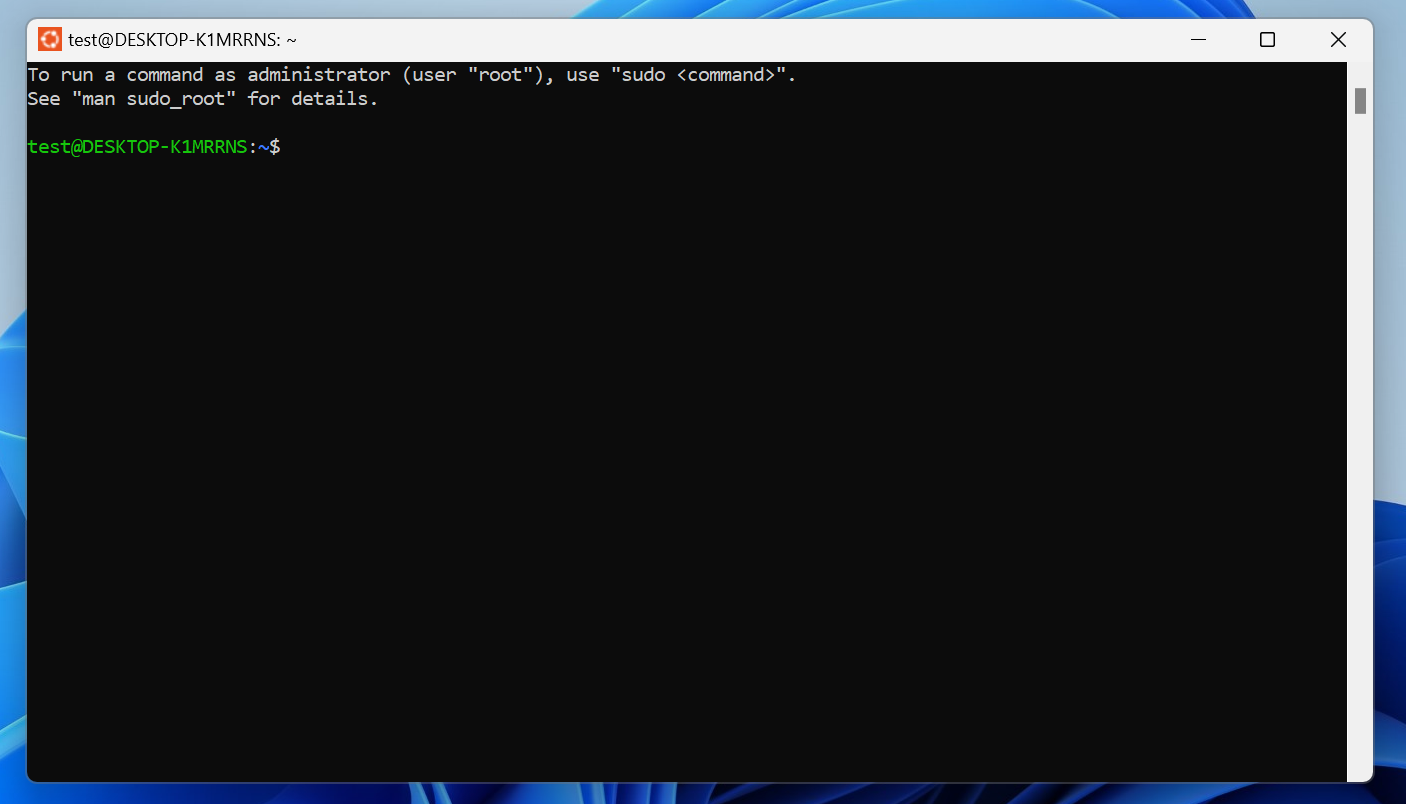 test@DESKTOP-K1MRRNS: ~
To run a command as administrator (user "root"), use "sudo <command>".
See "man sudo_root" for details.
test@DESKTOP-K1MRRNS:~$